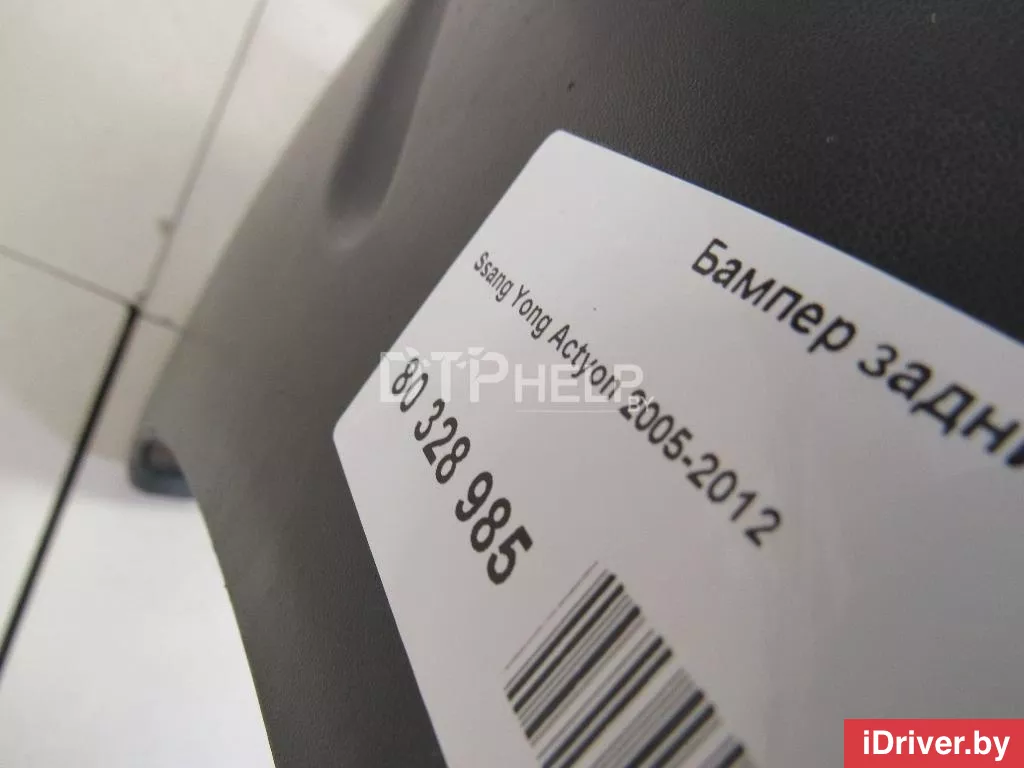 Бампер задни
Ssang Yong Actyon 2005-2012
80 328 985
DTPHELP
iDriver.by